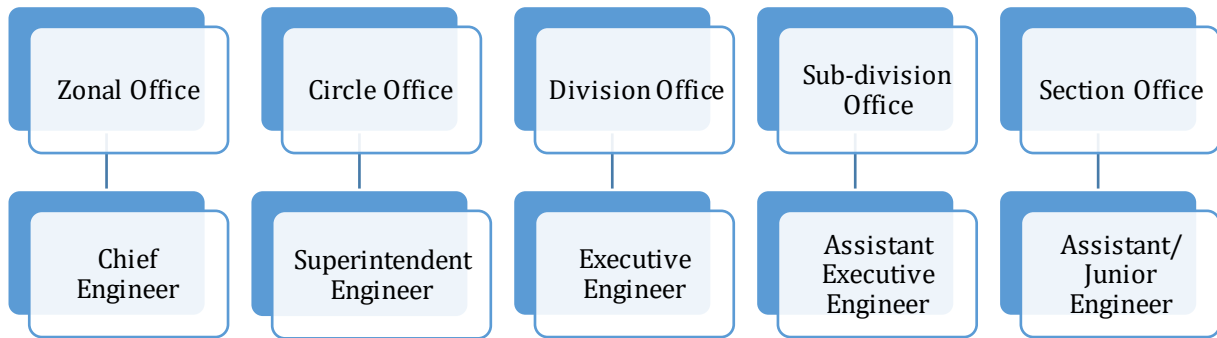 Zonal Office
Circle Office
Division Office
Sub-division
Office
Section Office
Chief
Engineer
Superintendent
Engineer
Executive
Engineer
Assistant
Executive
Engineer
Assistant/
Junior
Engineer